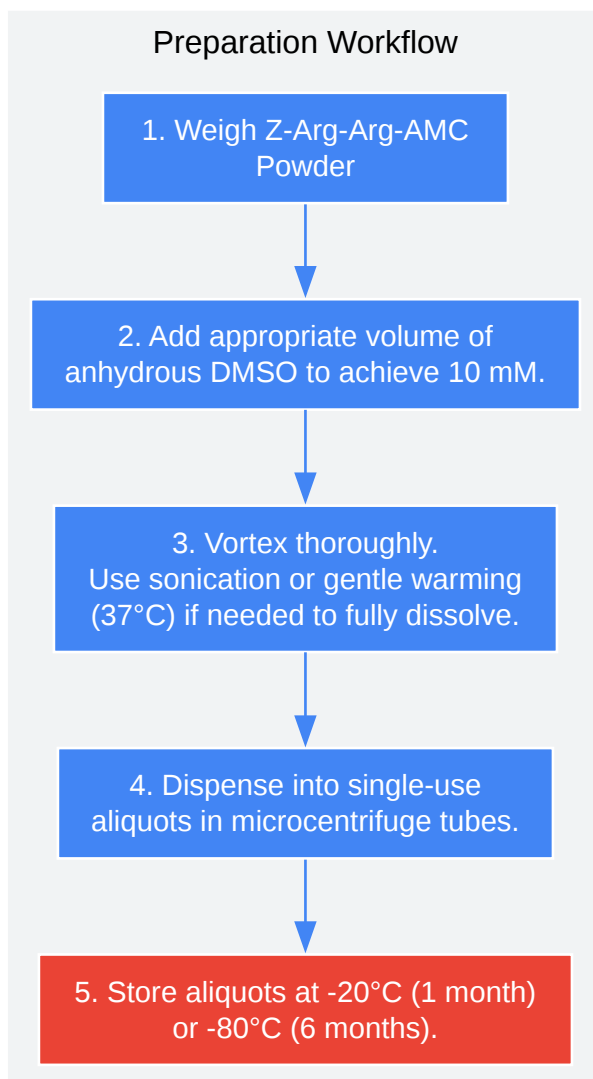 Preparation Workflow
1. Weigh Z-Arg-Arg-AMC
Powder
2. Add appropriate volume of
anhydrous DMSO to achieve 10 mM.
3. Vortex thoroughly.
Use sonication or gentle warming
(37°C) if needed to fully dissolve.
4. Dispense into single-use
aliquots in microcentrifuge tubes.
5. Store aliquots at -20°C (1 month)
or -80°C (6 months).